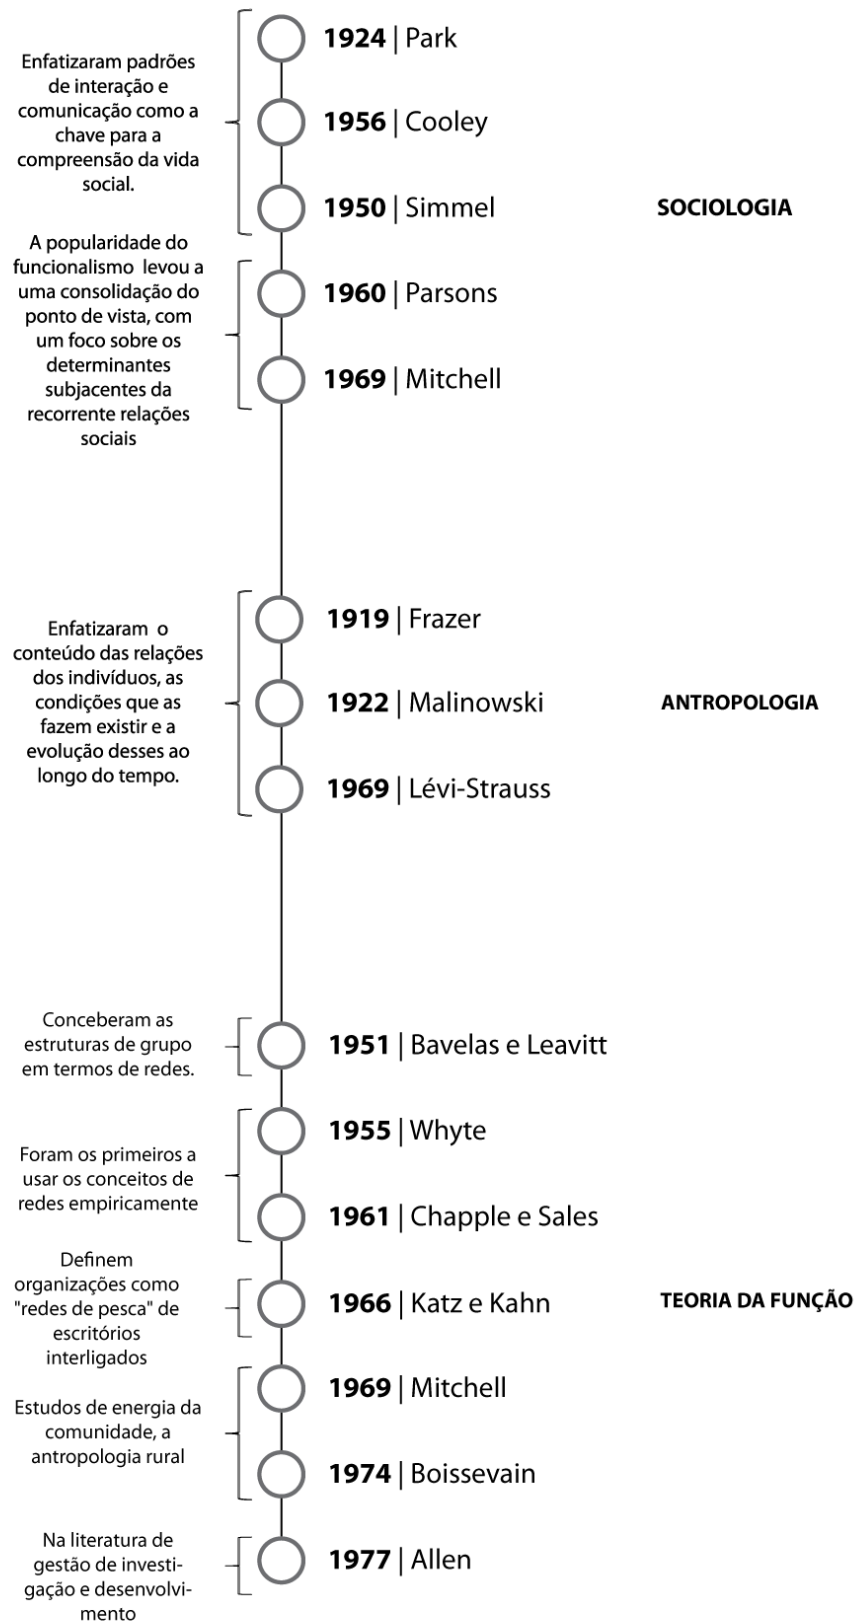 1924 | Park
Enfatizaram padrões
de interação e
comunicação como a
chave para a
compreensão da vida
social.
1956 | Cooley
1950 | Simmel
SOCIOLOGIA
A popularidade do
funcionalismo levou a
uma consolidação do
ponto de vista, com
um foco sobre os
determinantes
subjacentes da
recorrente relações
sociais
1960 | Parsons
1969 | Mitchell
1919 | Frazer
Enfatizaram o
conteúdo das relações
dos indivíduos, as
condições que as
fazem existir e a
evolução desses ao
longo do tempo.
1922 | Malinowski
ANTROPOLOGIA
1969 | Lévi-Strauss
Conceberam as
estruturas de grupo
em termos de redes.
1951 | Bavelas e Leavitt
1955 | Whyte
Foram os primeiros a
usar os conceitos de
redes empiricamente
1961 | Chapple e Sales
Definem
organizações como
"redes de pesca" de
escritórios
interligados
1966 | Katz e Kahn
TEORIA DA FUNÇÃO
1969 | Mitchell
Estudos de energia da
comunidade, a
antropologia rural
1974 | Boissevain
Na literatura de
gestão de investi-
gação e desenvolvi-
mento
1977 | Allen